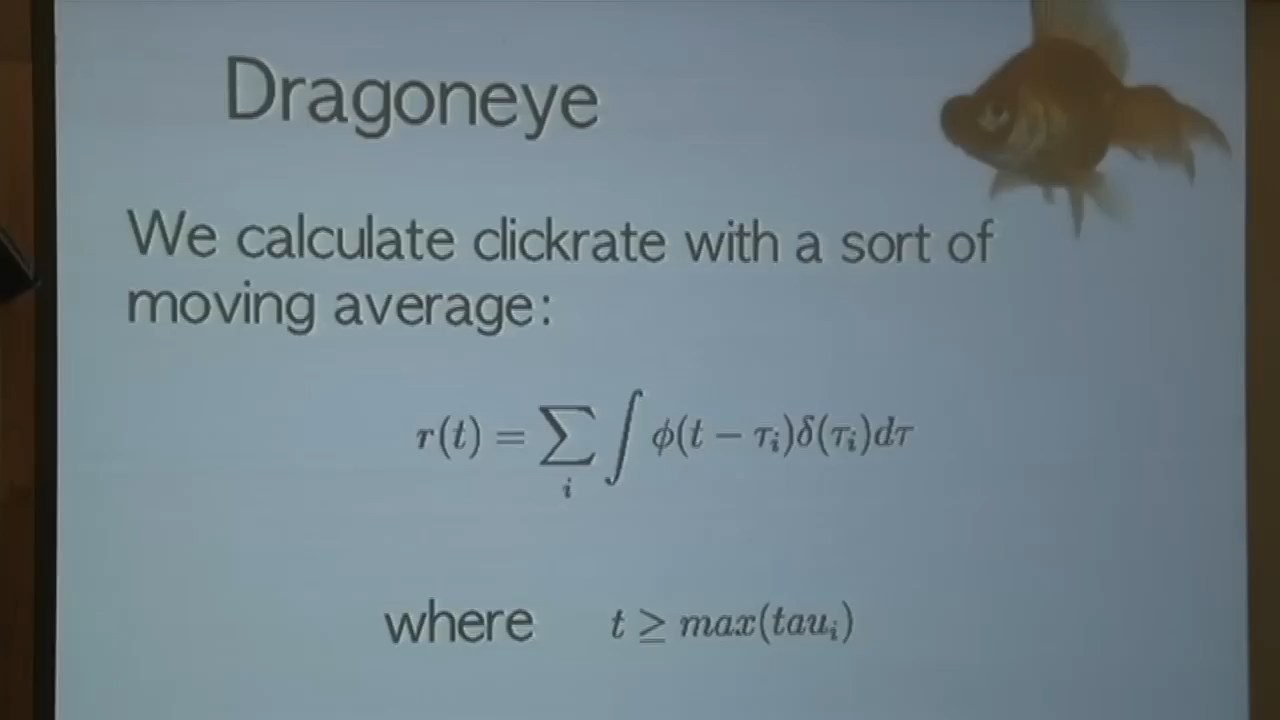 Dragoneye
We calculate clickrate with a sort of
moving average:
r(t) = ∑_i ∫ ϕ(t − τ_i)δ(τ_i)dτ
where t ≥ max(tau_i)